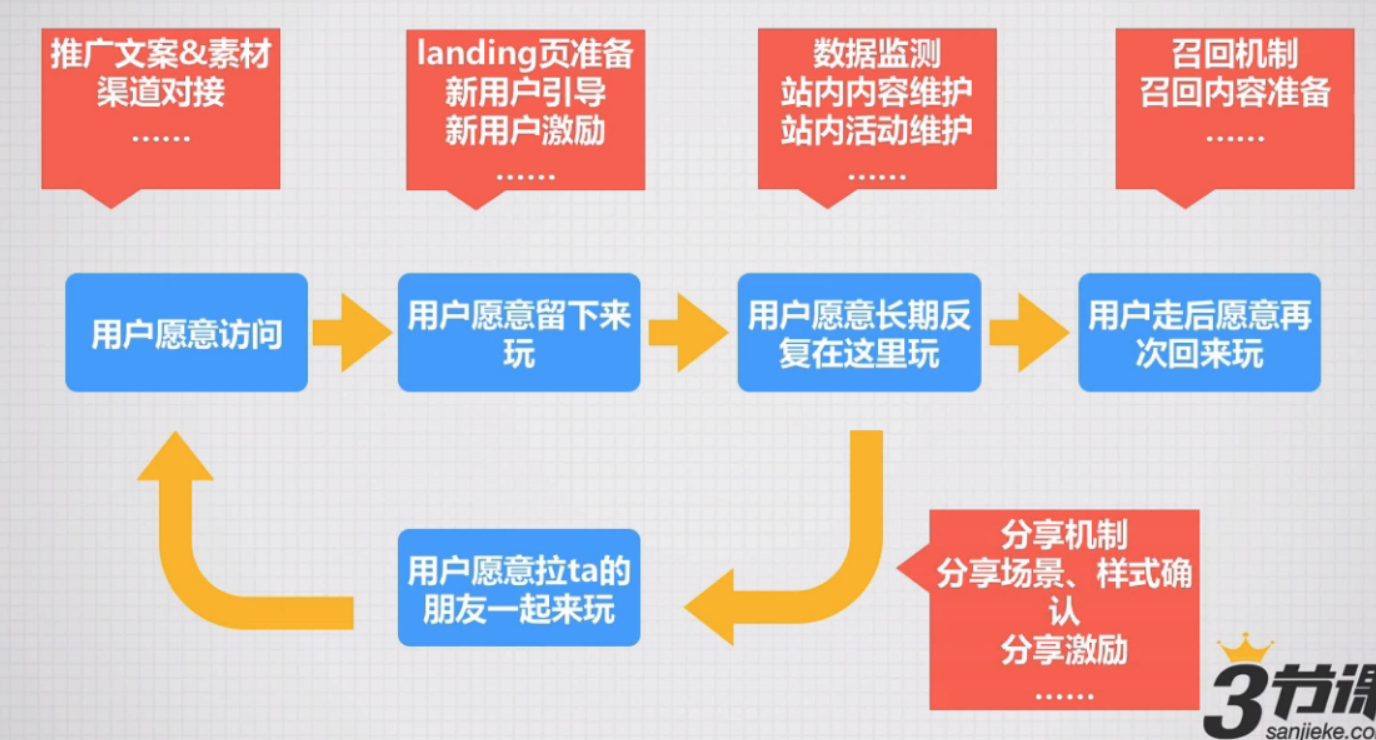 推广文案&素材
渠道对接
……
landing页准备
新用户引导
新用户激励
……
数据监测
站内内容维护
站内活动维护
……
召回机制
召回内容准备
……
用户愿意访问
用户愿意留下来
玩
用户愿意长期反
复在这里玩
用户走后愿意再
次回来玩
用户愿意拉ta的
朋友一起来玩
分享机制
分享场景、样式确
认
分享激励
……
3节课
sanjieke.co